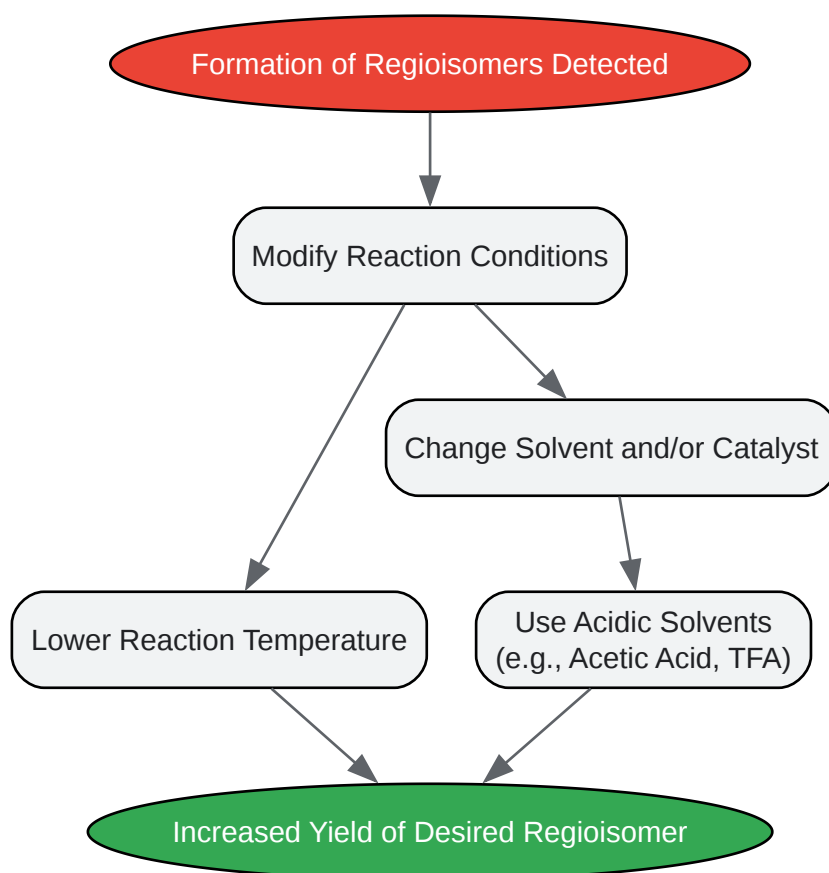 Formation of Regioisomers Detected
Modify Reaction Conditions
Change Solvent and/or Catalyst
Lower Reaction Temperature
Use Acidic Solvents
(e.g., Acetic Acid, TFA)
Increased Yield of Desired Regioisomer